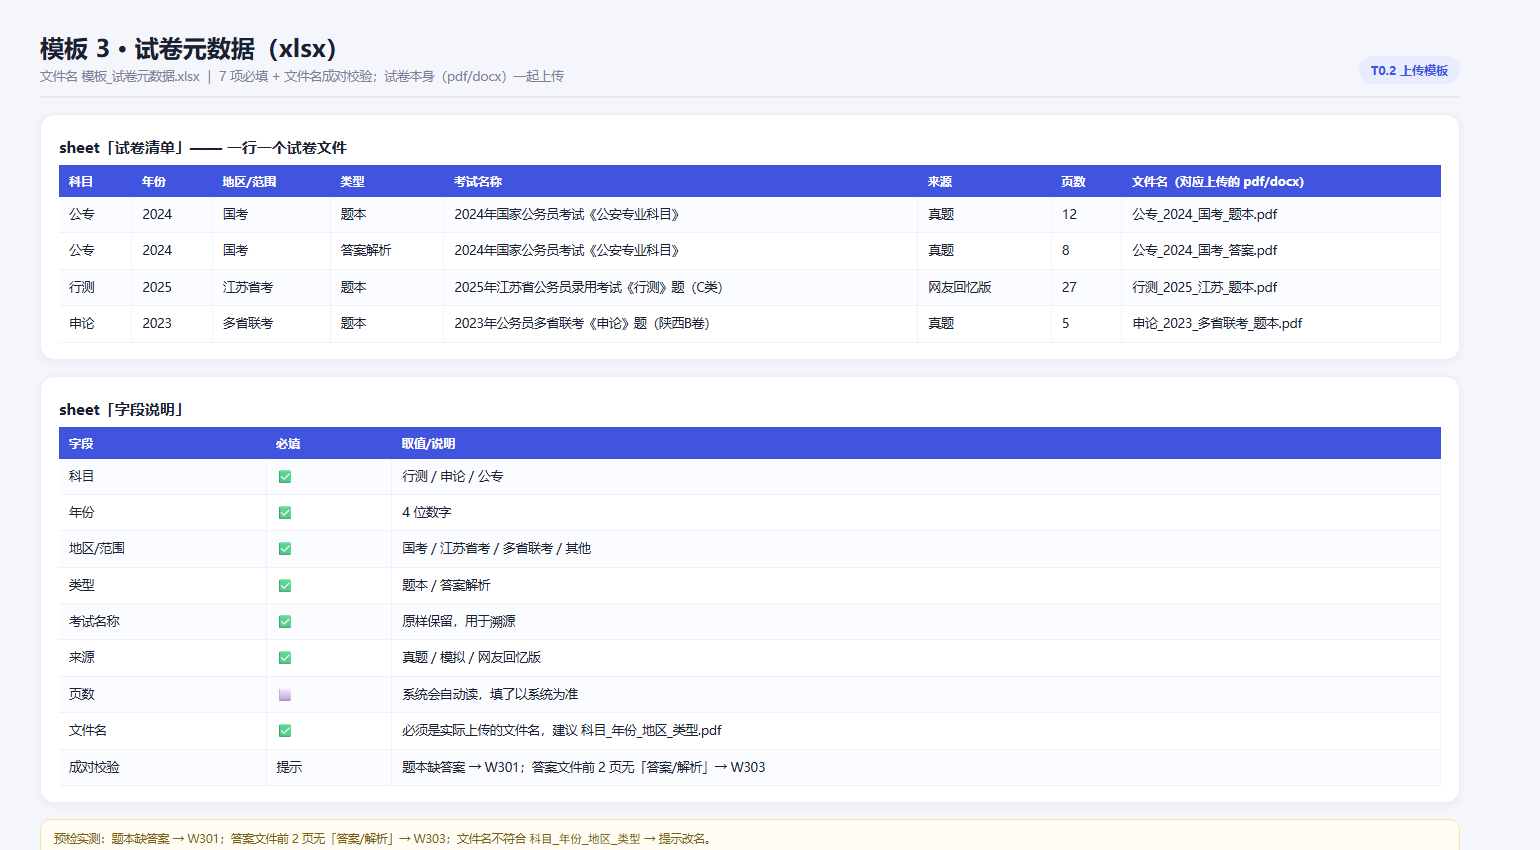 模板 3 · 试卷元数据（xlsx）
文件名 模板_试卷元数据.xlsx ｜ 7 项必填 + 文件名成对校验；试卷本身（pdf/docx）一起上传
T0.2 上传模板
sheet「试卷清单」—— 一行一个试卷文件
科目 年份 地区/范围 类型 考试名称 来源 页数 文件名（对应上传的 pdf/docx）
公专 2024 国考 题本 2024年国家公务员考试《公安专业科目》 真题 12 公专_2024_国考_题本.pdf
公专 2024 国考 答案解析 2024年国家公务员考试《公安专业科目》 真题 8 公专_2024_国考_答案.pdf
行测 2025 江苏省考 题本 2025年江苏省公务员录用考试《行测》题（C类） 网友回忆版 27 行测_2025_江苏_题本.pdf
申论 2023 多省联考 题本 2023年公务员多省联考《申论》题（陕西B卷） 真题 5 申论_2023_多省联考_题本.pdf
sheet「字段说明」
字段 必填 取值/说明
科目 ✅ 行测 / 申论 / 公专
年份 ✅ 4 位数字
地区/范围 ✅ 国考 / 江苏省考 / 多省联考 / 其他
类型 ✅ 题本 / 答案解析
考试名称 ✅ 原样保留，用于溯源
来源 ✅ 真题 / 模拟 / 网友回忆版
页数 系统会自动读，填了以系统为准
文件名 ✅ 必须是实际上传的文件名，建议 科目_年份_地区_类型.pdf
成对校验 提示 题本缺答案 → W301；答案文件前 2 页无「答案/解析」→ W303
预检实测：题本缺答案 → W301；答案文件前 2 页无「答案/解析」→ W303；文件名不符合 科目_年份_地区_类型 → 提示改名。